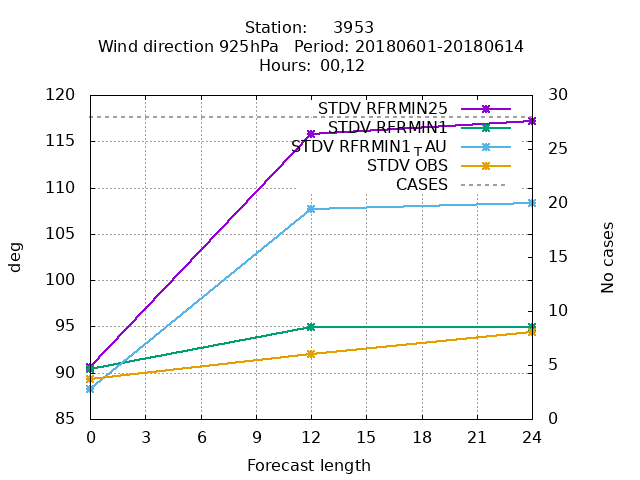 Station: 3953
Wind direction 925hPa Period: 20180601-20180614
Hours: 00,12
120
115
110
105
100
95
90
85
30
25
20
15
10
5
0
STDV RFRMIN25
STDV RFRMIN1
STDV RFRMIN1TAU
STDV OBS
CASES
deg
No cases
0 3 6 9 12 15 18 21 24
Forecast length